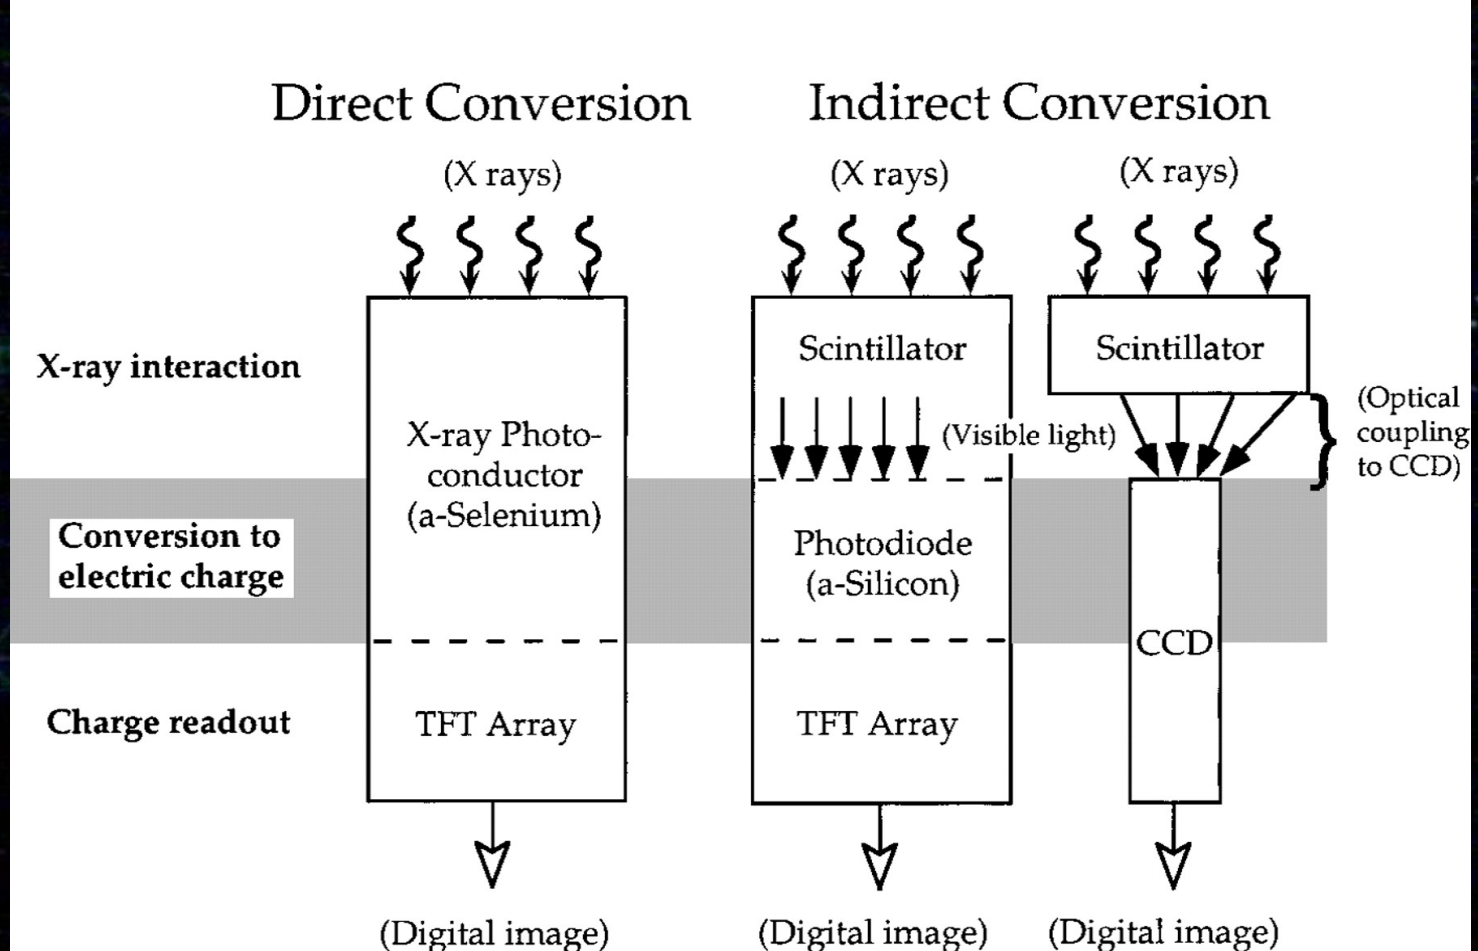 Direct Conversion
Indirect Conversion
(X rays)
(X rays)
(X rays)
X-ray interaction
X-ray Photo-
conductor
(a-Selenium)
Scintillator
Scintillator
(Visible light)
(Optical
coupling
to CCD)
Conversion to
electric charge
Photodiode
(a-Silicon)
CCD
Charge readout
TFT Array
TFT Array
(Digital image)
(Digital image)
(Digital image)